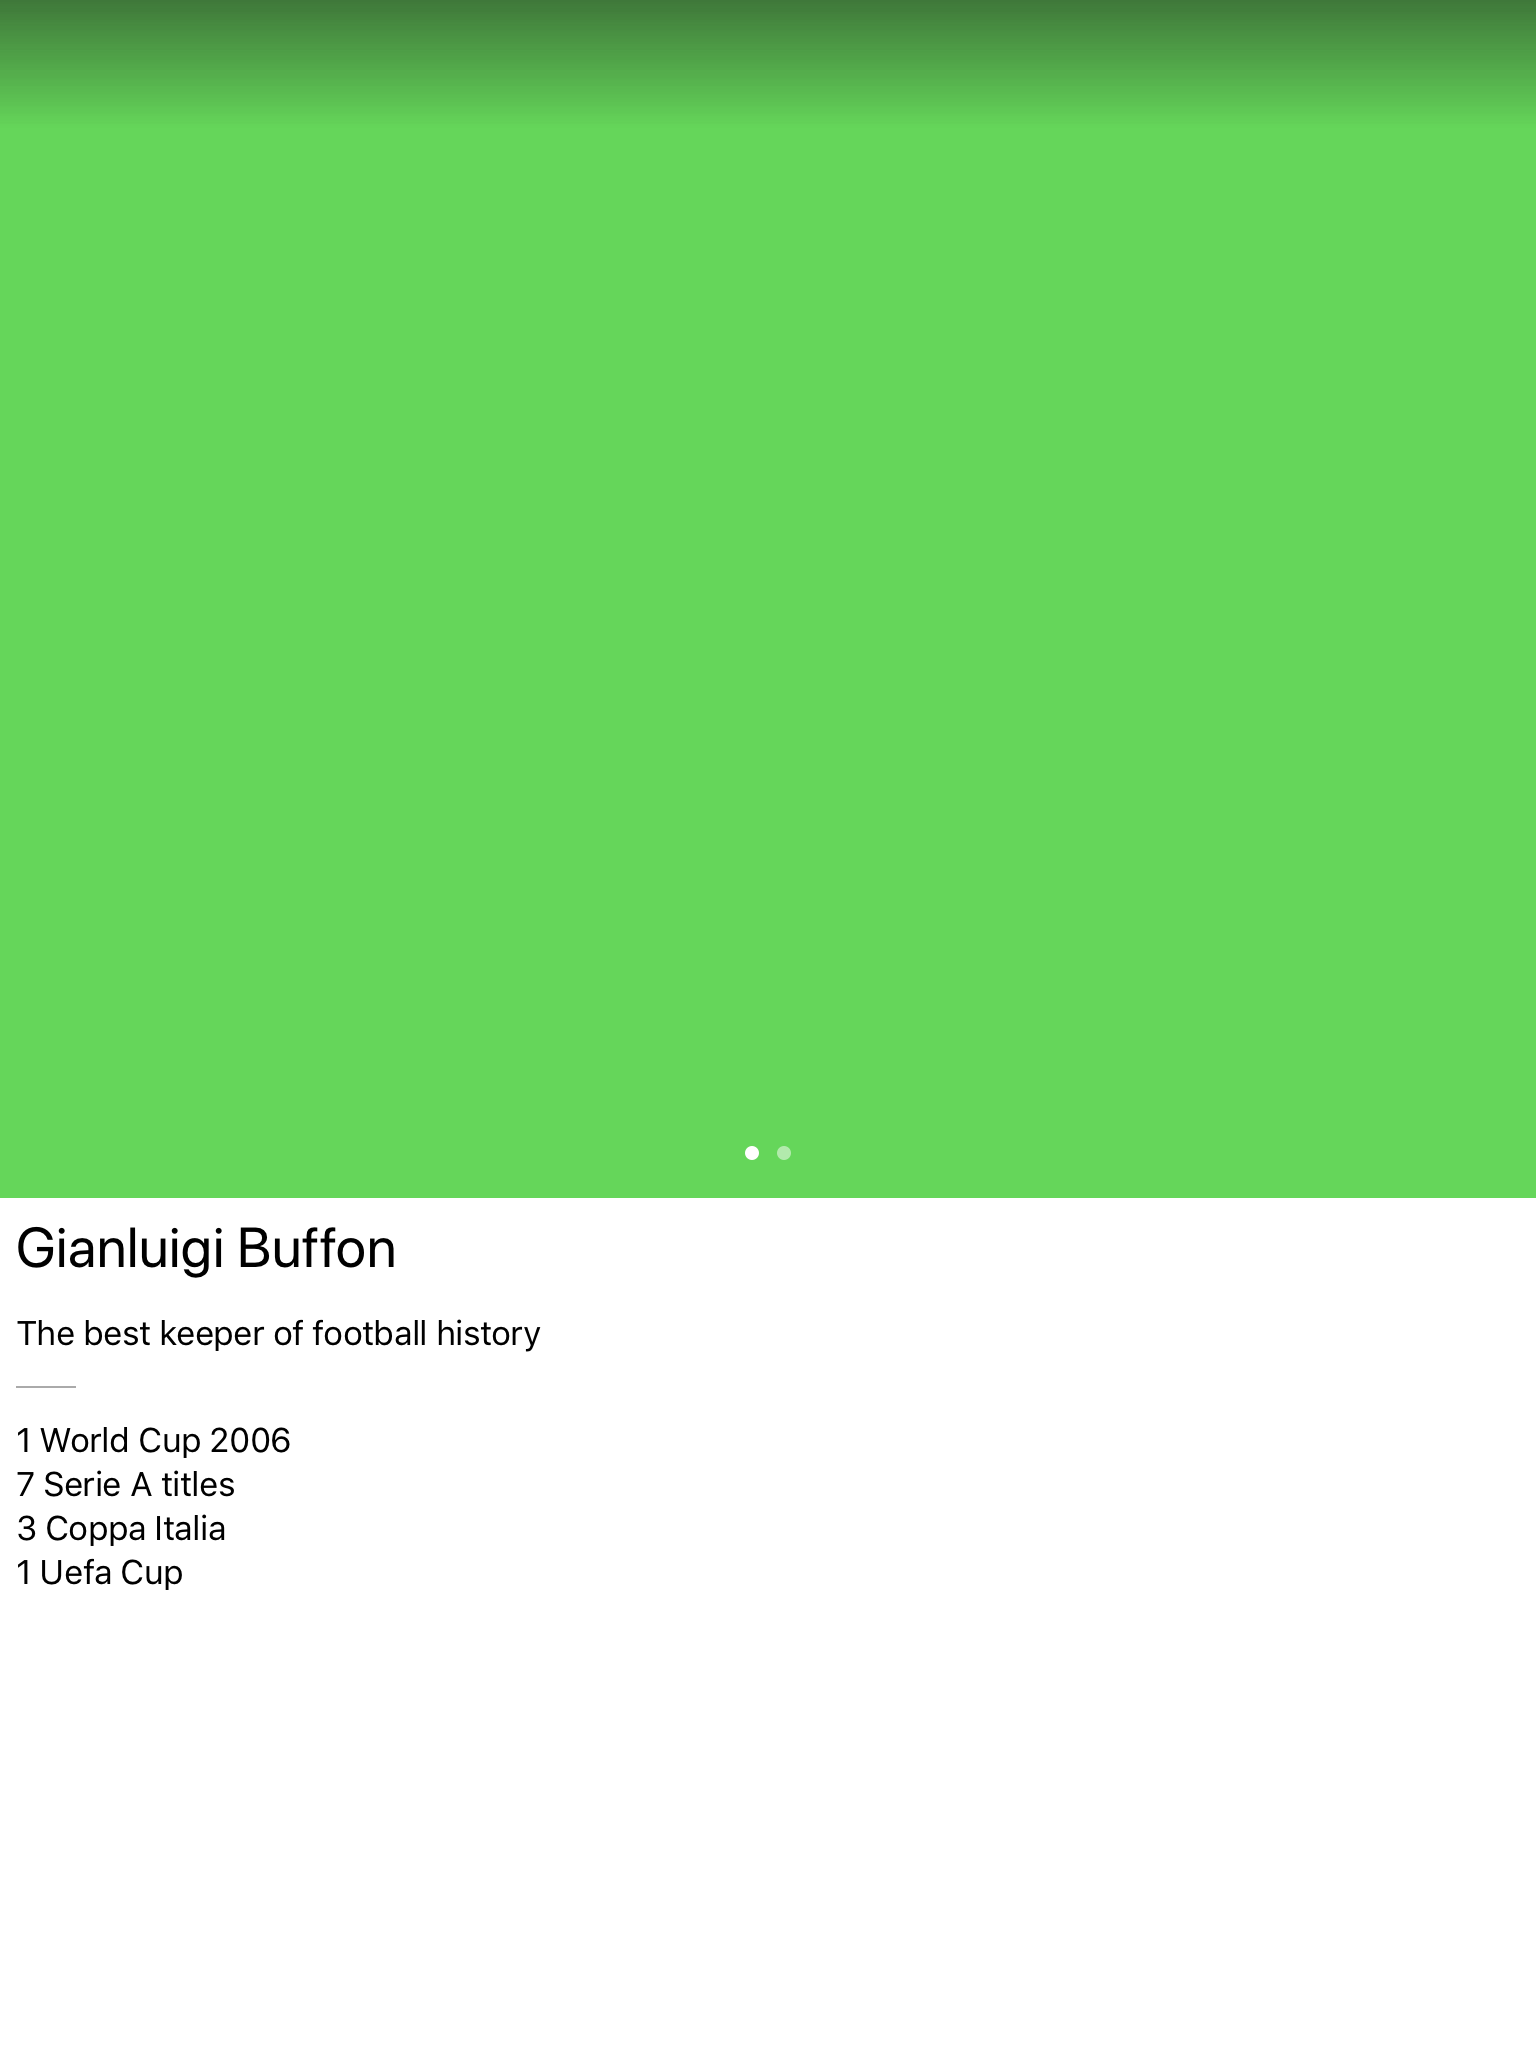 Gianluigi Buffon
The best keeper of football history
1 World Cup 2006
7 Serie A titles
3 Coppa Italia
1 Uefa Cup